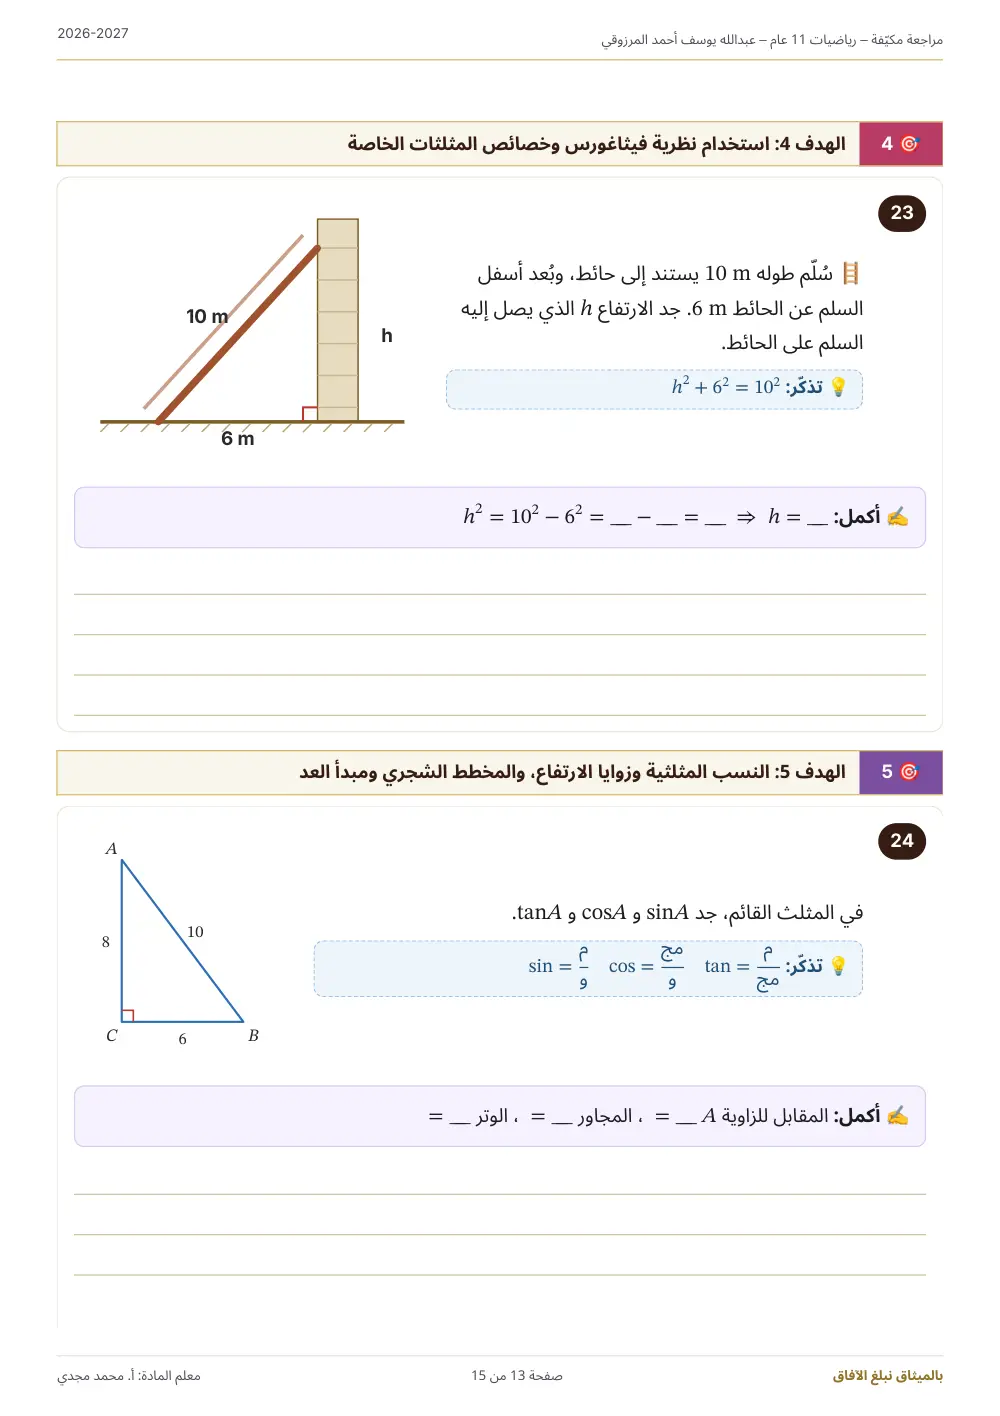 مراجعة مكيّفة – رياضيات 11 عام – عبدالله يوسف أحمد المرزوقي
2026-2027
🎯 4
الهدف 4: استخدام نظرية فيثاغورس وخصائص المثلثات الخاصة
23
🪜 سُلّم طوله 10 m يستند إلى حائط، وبُعد أسفل
السلم عن الحائط 6 m. جد الارتفاع h الذي يصل إليه
السلم على الحائط.
💡 تذكّر: h² + 6² = 10²
10 m
h
6 m
✍️ أكمل: h² = 10² − 6² = __ − __ = __ ⇒ h = __
🎯 5
الهدف 5: النسب المثلثية وزوايا الارتفاع، والمخطط الشجري ومبدأ العد
24
في المثلث القائم، جد sinA و cosA و tanA.
💡 تذكّر: sin = م/و cos = مج/و tan = م/مج
A
8
10
C
6
B
✍️ أكمل: المقابل للزاوية A __ = ، المجاور __ = ، الوتر __ =
بالميثاق نبلغ الآفاق
صفحة 13 من 15
معلم المادة: أ. محمد مجدي